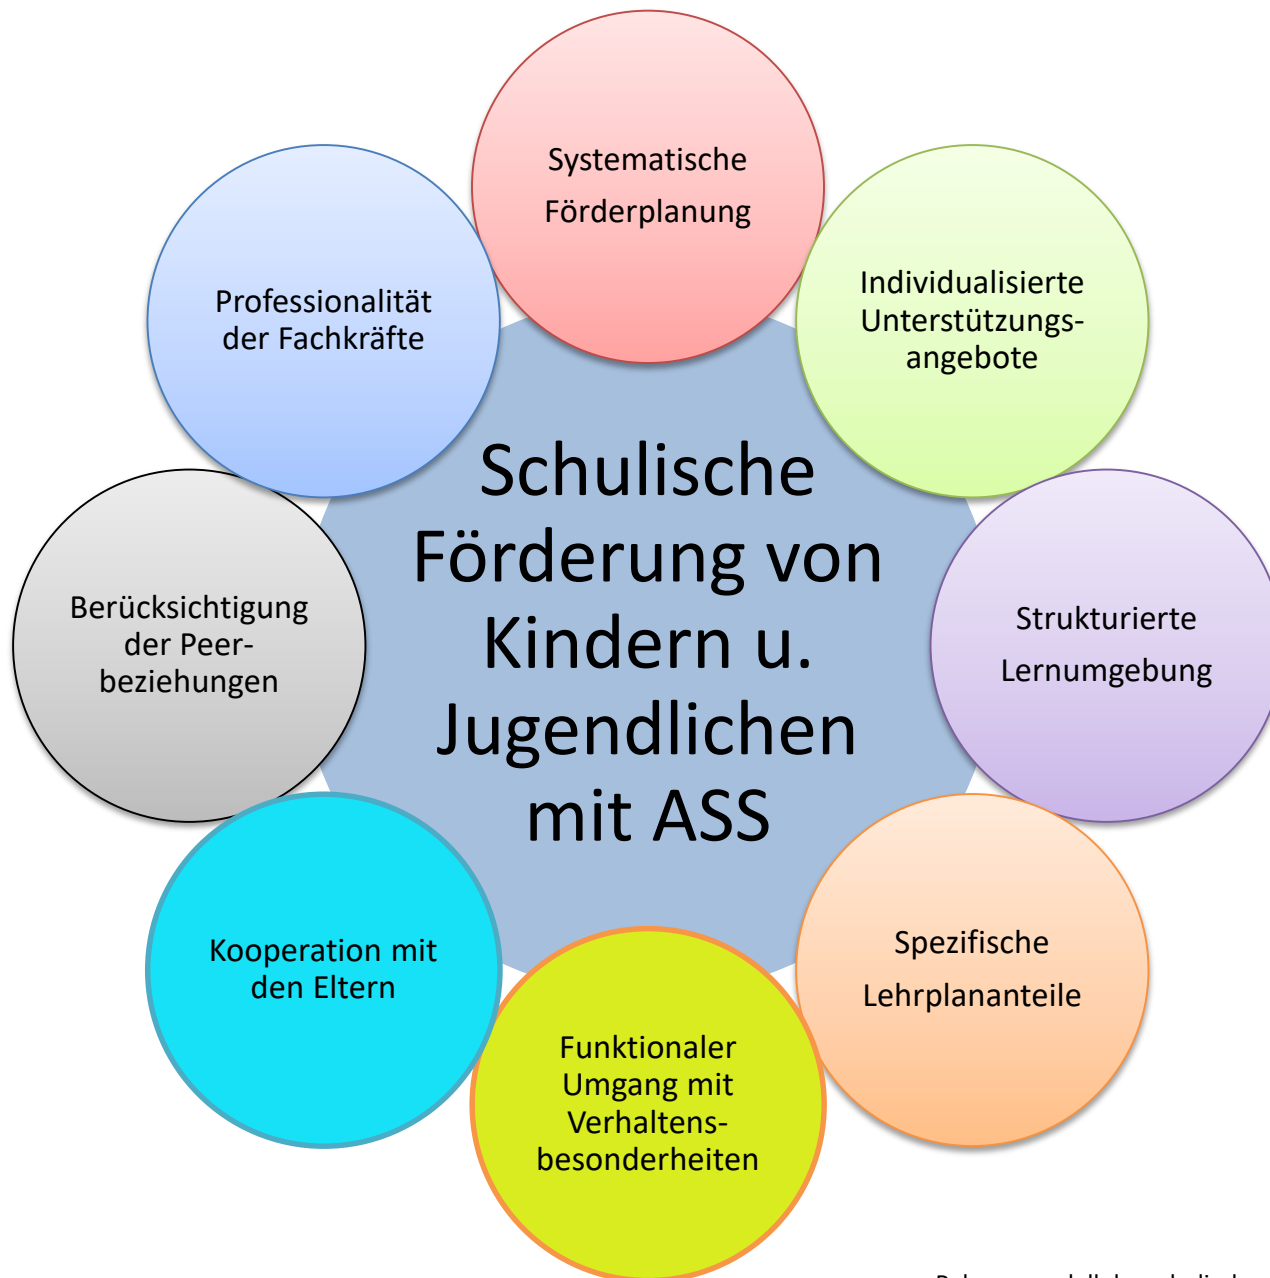 Systematische
Förderplanung
Individualisierte
Unterstützungs-
angebote
Strukturierte
Lernumgebung
Spezifische
Lehrplananteile
Funktionaler
Umgang mit
Verhaltens-
besonderheiten
Kooperation mit
den Eltern
Berücksichtigung
der Peer-
beziehungen
Professionalität
der Fachkräfte
Schulische
Förderung von
Kindern u.
Jugendlichen
mit ASS